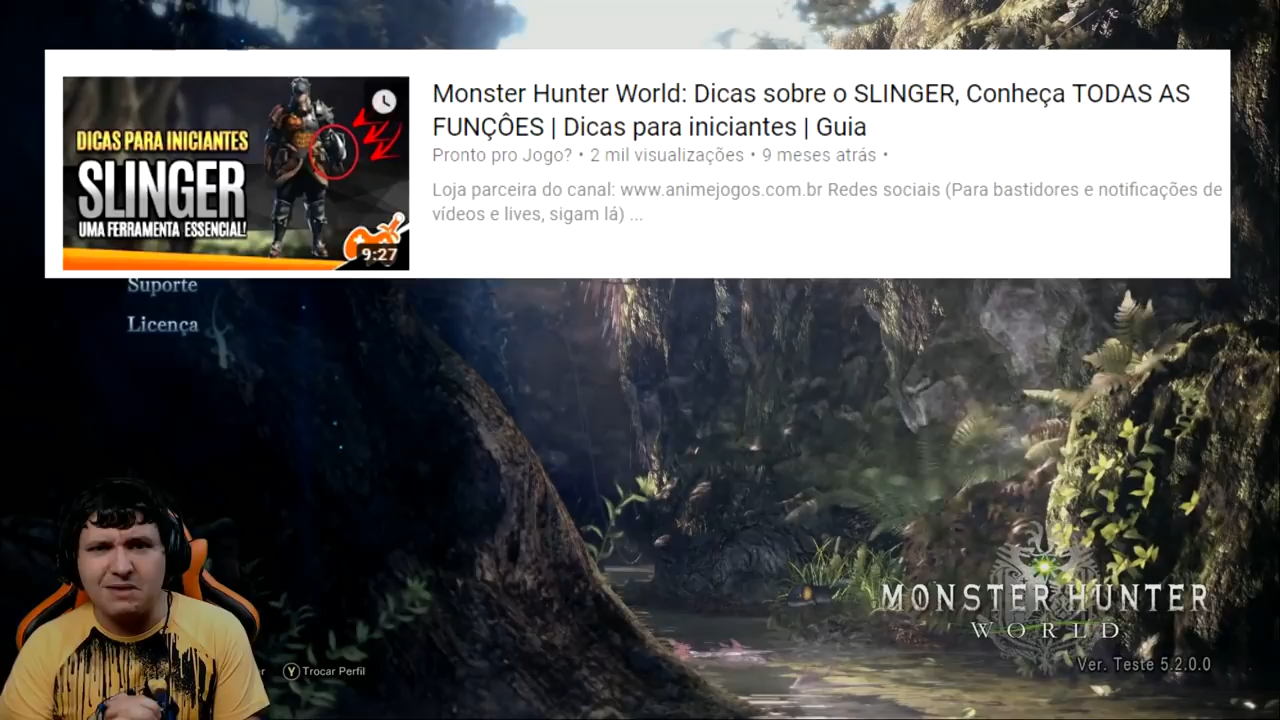 Monster Hunter World: Dicas sobre o SLINGER, Conheça TODAS AS
FUNÇÔES | Dicas para iniciantes | Guia
Pronto pro Jogo? • 2 mil visualizações • 9 meses atrás •
Loja parceira do canal: www.animejogos.com.br Redes sociais (Para bastidores e notificações de
vídeos e lives, sigam lá) ...
DICAS PARA INICIANTES
SLINGER
UMA FERRAMENTA ESSENCIAL!
9:27
Suporte
Licença
Y Trocar Perfil
MONSTER HUNTER
WORLD
Ver. Teste 5.2.0.0